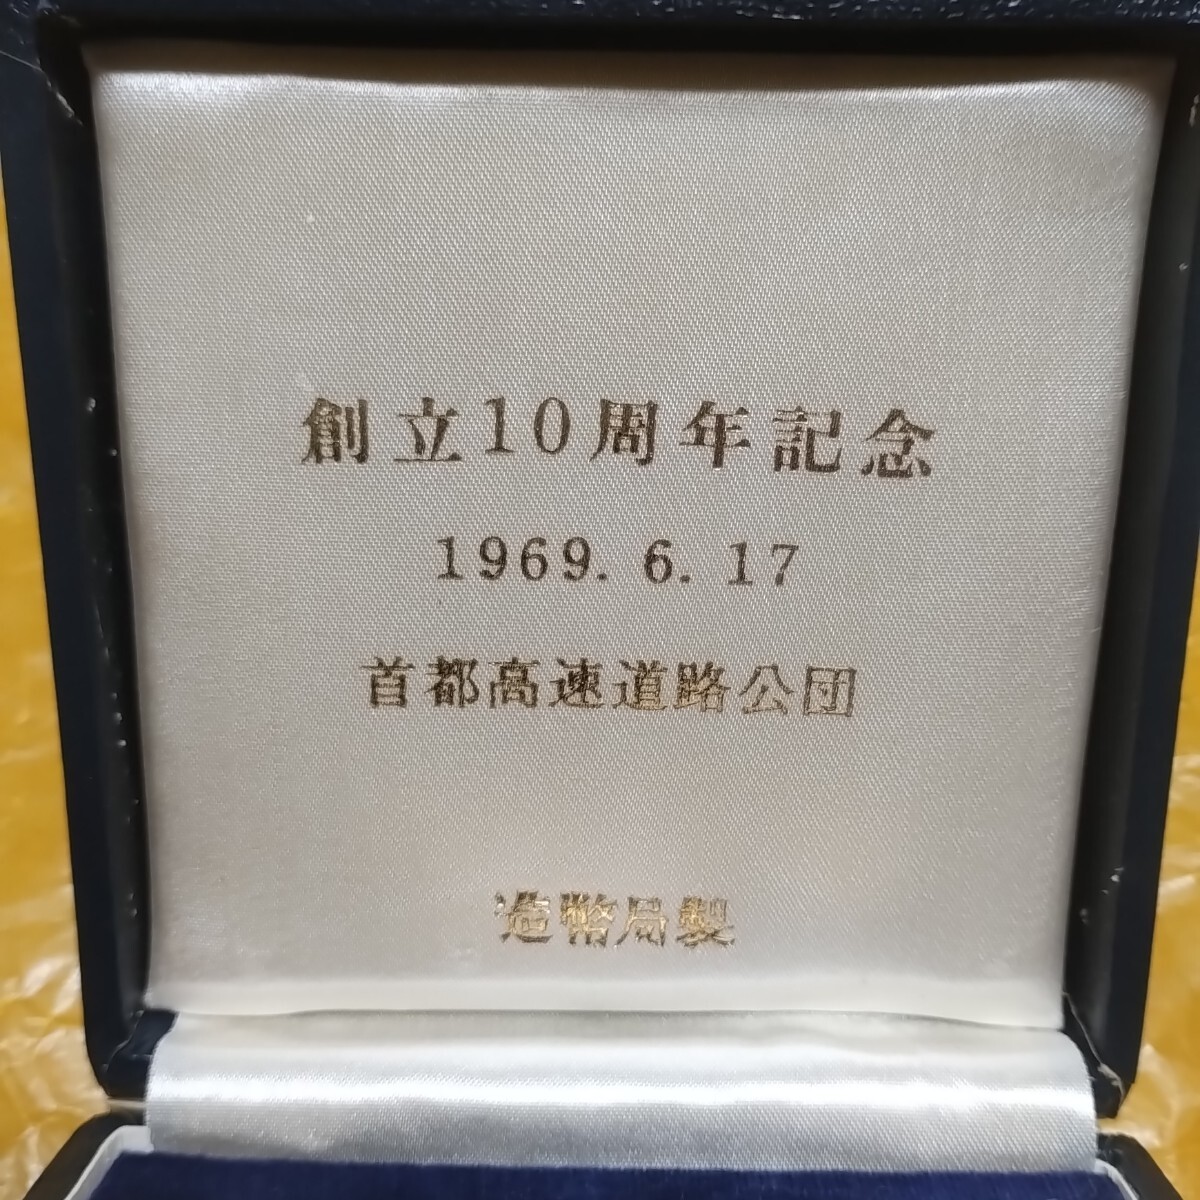 創立10周年記念
1969. 6. 17
首都高速道路公団
造幣局製